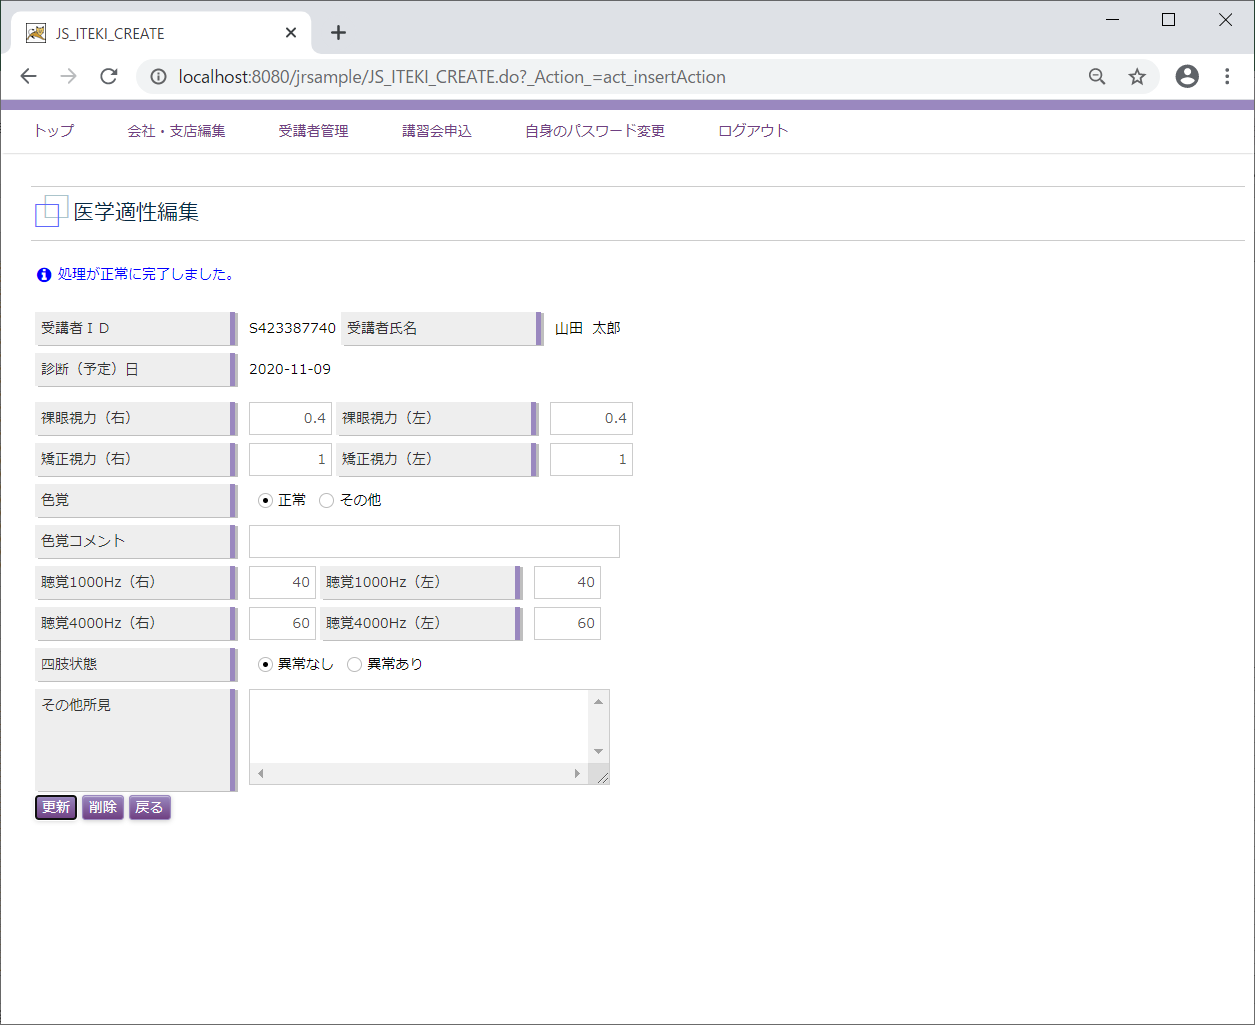 JS_ITEKI_CREATE
localhost:8080/jrsample/JS_ITEKI_CREATE.do?_Action_=act_insertAction
トップ 会社・支店編集 受講者管理 講習会申込 自身のパスワード変更 ログアウト
医学適性編集
処理が正常に完了しました。
受講者ＩＤ S423387740 受講者氏名 山田 太郎
診断（予定）日 2020-11-09
裸眼視力（右） 0.4 裸眼視力（左） 0.4
矯正視力（右） 1 矯正視力（左） 1
色覚 正常 その他
色覚コメント
聴覚1000Hz（右） 40 聴覚1000Hz（左） 40
聴覚4000Hz（右） 60 聴覚4000Hz（左） 60
四肢状態 異常なし 異常あり
その他所見
更新 削除 戻る